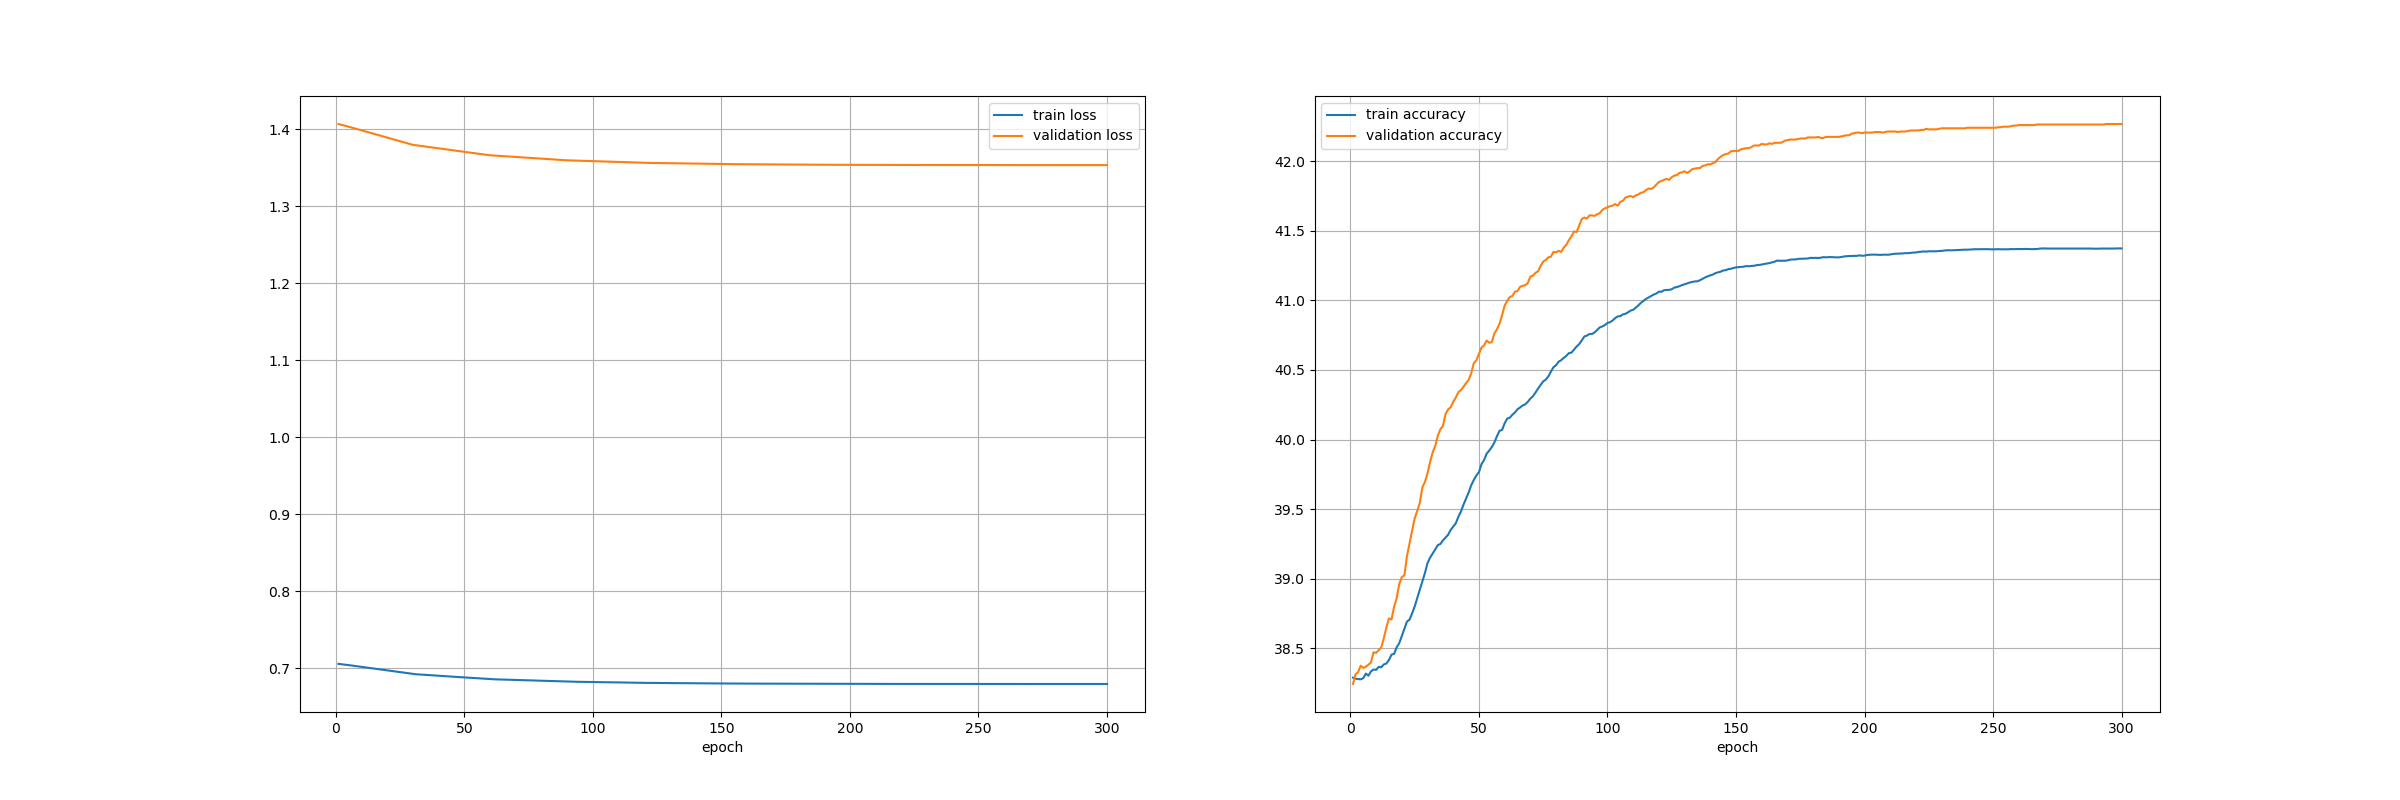 train loss
validation loss
1.4
1.3
1.2
1.1
1.0
0.9
0.8
0.7
0 50 100 150 200 250 300
epoch
train accuracy
validation accuracy
42.0
41.5
41.0
40.5
40.0
39.5
39.0
38.5
0 50 100 150 200 250 300
epoch